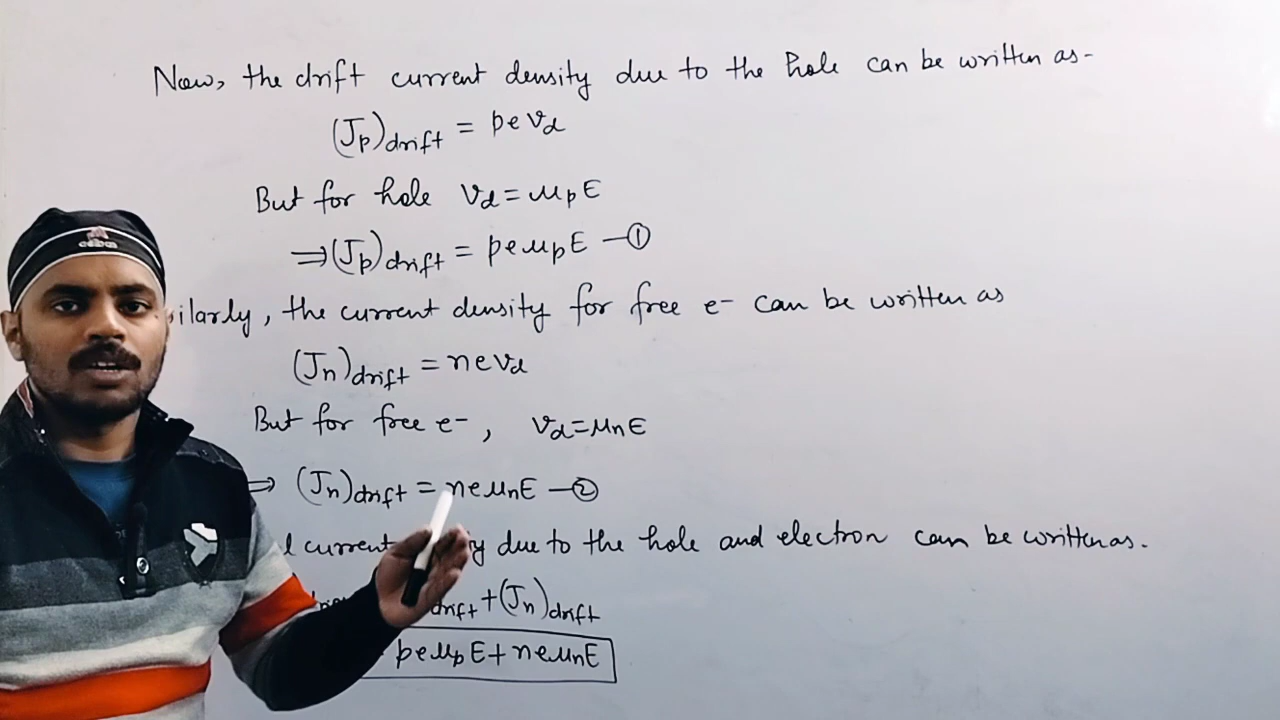 Now, the drift current density due to the hole can be written as-
(Jp)drift = pevd
But for hole vd = μpE
⇒(Jp)drift = peμpE —①
ilarly, the current density for free e- can be written as
(Jn)drift = nevd
But for free e-, vd=μnE
⇒ (Jn)drift = neμnE —②
l current due to the hole and electron can be written as.
drift+(Jn)drift
peμpE+neμnE